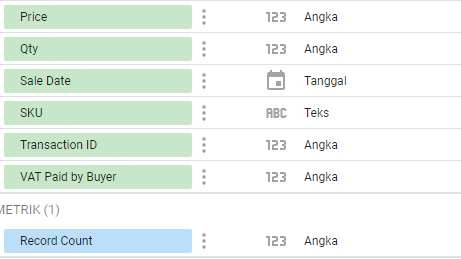 Price 123 Angka
Qty 123 Angka
Sale Date Tanggal
SKU ABC Teks
Transaction ID 123 Angka
VAT Paid by Buyer 123 Angka
METRIK (1)
Record Count 123 Angka